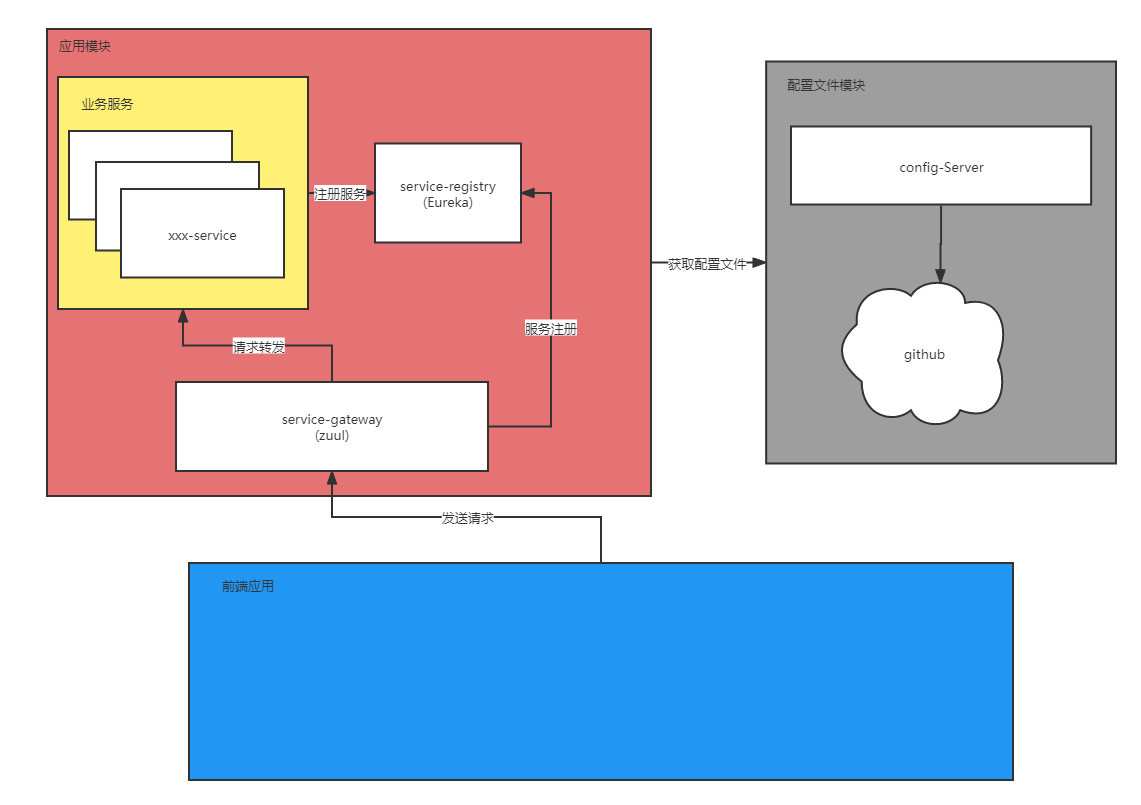 应用模块
业务服务
xxx-service
注册服务
service-registry
(Eureka)
服务注册
请求转发
service-gateway
(zuul)
获取配置文件
配置文件模块
config-Server
github
发送请求
前端应用